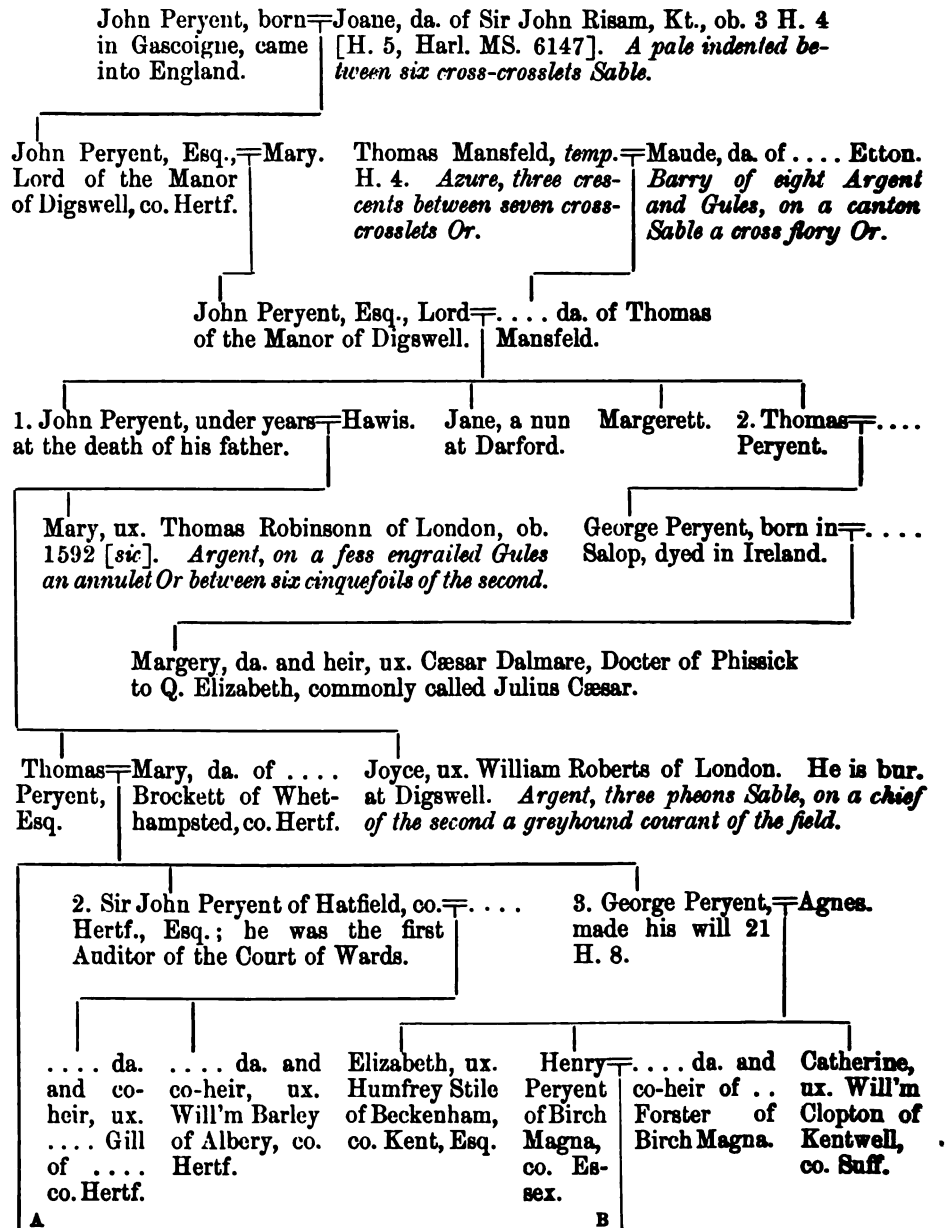 John Peryent, born
in Gascoigne, came
into England.
Joane, da. of Sir John Risam, Kt., ob. 3 H. 4
[H. 5, Harl. MS. 6147]. A pale indented be-
tween six cross-crosslets Sable.
John Peryent, Esq.,
Lord of the Manor
of Digswell, co. Hertf.
Mary.
Thomas Mansfeld, temp.
H. 4. Azure, three cres-
cents between seven cross-
crosslets Or.
Maude, da. of .... Etton.
Barry of eight Argent
and Gules, on a canton
Sable a cross flory Or.
John Peryent, Esq., Lord
of the Manor of Digswell.
.... da. of Thomas
Mansfeld.
1. John Peryent, under years
at the death of his father.
Hawis.
Jane, a nun
at Darford.
Margerett.
2. Thomas
Peryent.
....
Mary, ux. Thomas Robinsonn of London, ob.
1592 [sic]. Argent, on a fess engrailed Gules
an annulet Or between six cinquefoils of the second.
George Peryent, born in
Salop, dyed in Ireland.
....
Margery, da. and heir, ux. Cæsar Dalmare, Docter of Phissick
to Q. Elizabeth, commonly called Julius Cæsar.
Thomas
Peryent,
Esq.
Mary, da. of ....
Brockett of Whet-
hampsted, co. Hertf.
Joyce, ux. William Roberts of London. He is bur.
at Digswell. Argent, three pheons Sable, on a chief
of the second a greyhound courant of the field.
2. Sir John Peryent of Hatfield, co.
Hertf., Esq.; he was the first
Auditor of the Court of Wards.
....
3. George Peryent,
made his will 21
H. 8.
Agnes.
.... da.
and co-
heir, ux.
.... Gill
of ....
co. Hertf.
.... da. and
co-heir, ux.
Will'm Barley
of Albery, co.
Hertf.
Elizabeth, ux.
Humfrey Stile
of Beckenham,
co. Kent, Esq.
Henry
Peryent
of Birch
Magna,
co. Es-
sex.
.... da. and
co-heir of ..
Forster of
Birch Magna.
Catherine,
ux. Will'm
Clopton of
Kentwell,
co. Suff.
A
B